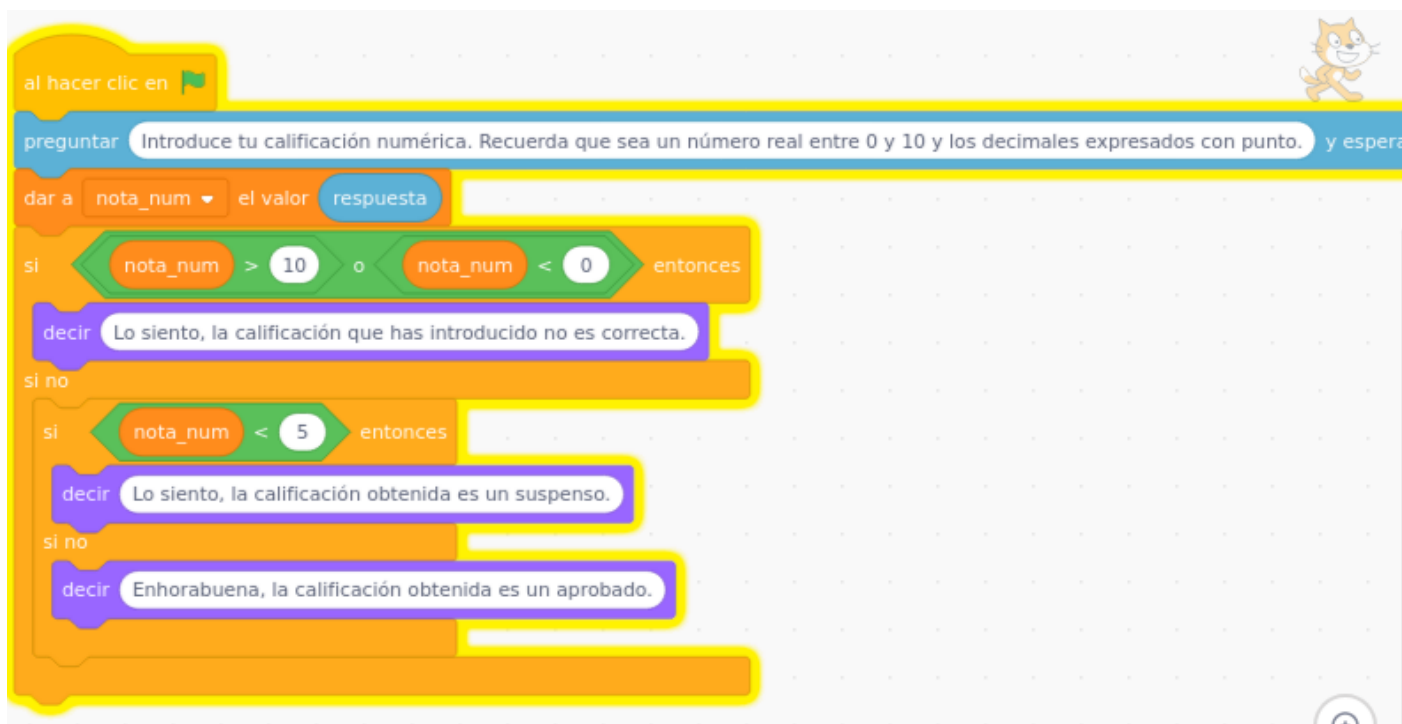 al hacer clic en
preguntar Introduce tu calificación numérica. Recuerda que sea un número real entre 0 y 10 y los decimales expresados con punto. y espera
dar a nota_num el valor respuesta
si nota_num > 10 o nota_num < 0 entonces
decir Lo siento, la calificación que has introducido no es correcta.
si no
si nota_num < 5 entonces
decir Lo siento, la calificación obtenida es un suspenso.
si no
decir Enhorabuena, la calificación obtenida es un aprobado.